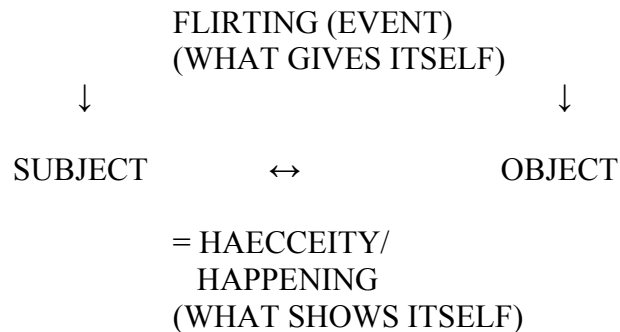 FLIRTING (EVENT)
(WHAT GIVES ITSELF)
↓ ↓
SUBJECT ↔ OBJECT
= HAECCEITY/
HAPPENING
(WHAT SHOWS ITSELF)